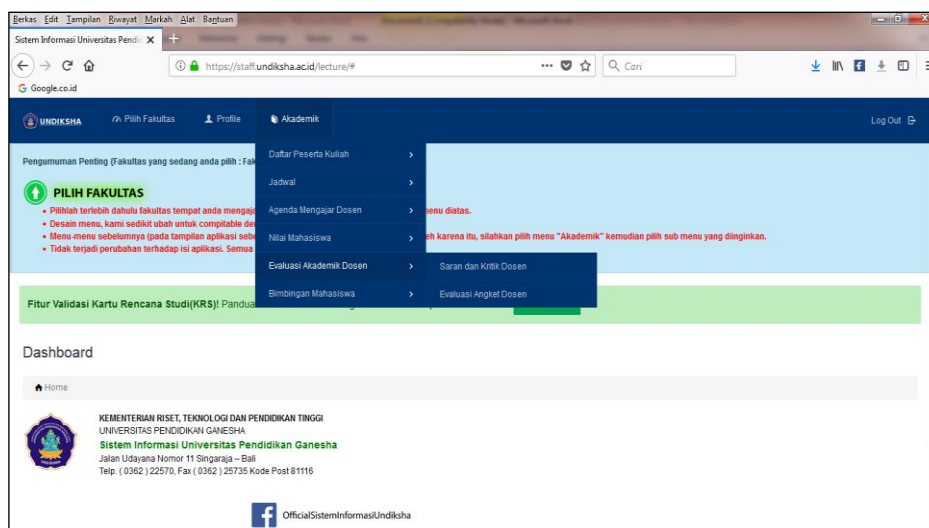 Berkas Edit Tampilan Riwayat Markah Alat Bantuan
Sistem Informasi Universitas Pendi
https://staff.undiksha.ac.id/lecture/#
Cari
Google.co.id
UNDIKSHA Pilih Fakultas Profile Akademik Log Out
Pengumuman Penting (Fakultas yang sedang anda pilih : Fak
PILIH FAKULTAS
Daftar Peserta Kuliah
Jadwal
Agenda Mengajar Dosen
Nilai Mahasiswa
Evaluasi Akademik Dosen
Bimbingan Mahasiswa
Saran dan Kritik Dosen
Evaluasi Angket Dosen
• Pilihlah terlebih dahulu fakultas tempat anda mengaja enu diatas.
• Desain menu, kami sedikit ubah untuk compitable de
• Menu-menu sebelumnya (pada tampilan aplikasi seb eh karena itu, silahkan pilih menu "Akademik" kemudian pilih sub menu yang diinginkan.
• Tidak terjadi perubahan terhadap isi aplikasi. Semua
Fitur Validasi Kartu Rencana Studi(KRS)! Pandua
Dashboard
Home
KEMENTERIAN RISET, TEKNOLOGI DAN PENDIDIKAN TINGGI
UNIVERSITAS PENDIDIKAN GANESHA
Sistem Informasi Universitas Pendidikan Ganesha
Jalan Udayana Nomor 11 Singaraja – Bali
Telp. ( 0362 ) 22570, Fax ( 0362 ) 25735 Kode Post 81116
OfficialSistemInformasiUndiksha